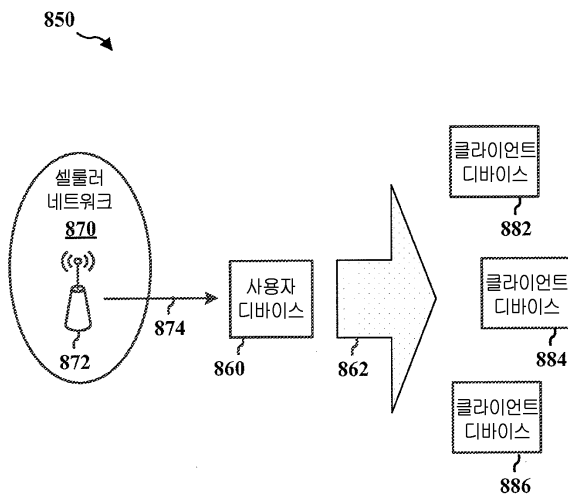 850
셀룰러
네트워크
870
872
874
사용자
디바이스
860
862
클라이언트
디바이스
882
클라이언트
디바이스
884
클라이언트
디바이스
886